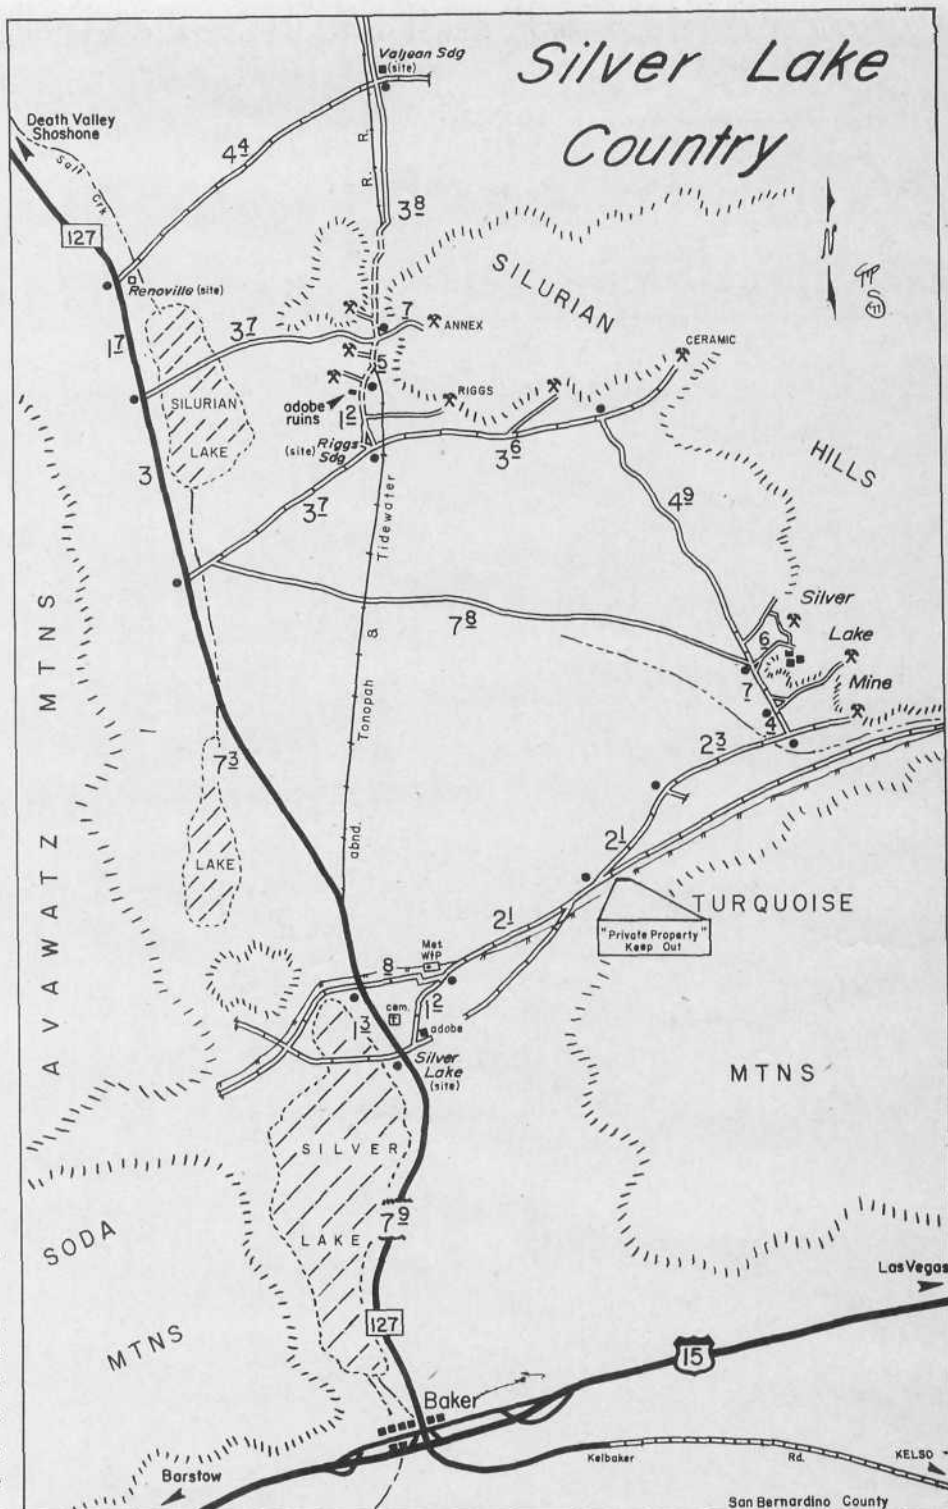 Silver Lake
Country
Valjean Sdg
(site)
Death Valley
Shoshone
Salt Crk
4 4
R. R.
3 8
127
N
Renoville (site)
SILURIAN
3 7
7
ANNEX
1 7
CERAMIC
5
SILURIAN
LAKE
adobe
ruins
1 2
RIGGS
(site) Riggs
Sdg
3 6
HILLS
3
3 7
Tidewater
4 9
AVAWATZ MTNS
7 8
&
Tonopah
abnd.
Silver
Lake
Mine
6
7
4
2 3
7 3
LAKE
2 1
TURQUOISE
2 1
"Private Property"
Keep Out
Met
WtP
8
1 3
cem.
1 2
adobe
Silver
Lake
(site)
MTNS
SILVER
LAKE
7 9
SODA
MTNS
Las Vegas
127
15
Baker
Barstow
Kelbaker Rd.
KELSO
San Bernardino County